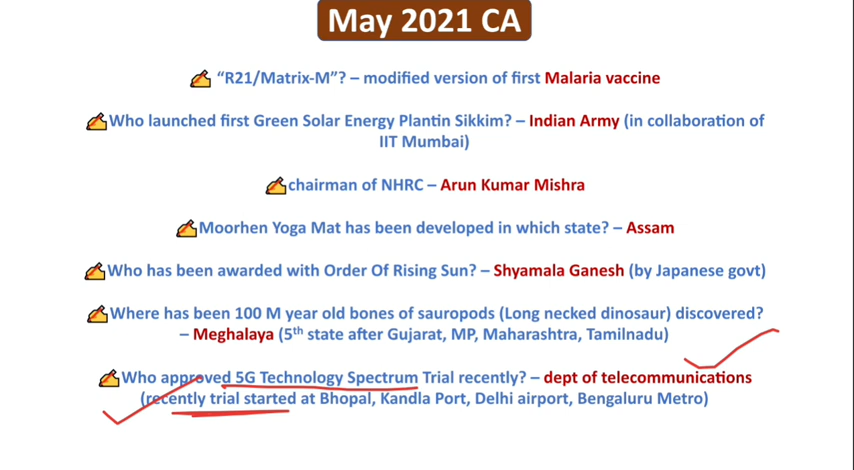 May 2021 CA
“R21/Matrix-M”? – modified version of first Malaria vaccine
Who launched first Green Solar Energy Plantin Sikkim? – Indian Army (in collaboration of
IIT Mumbai)
chairman of NHRC – Arun Kumar Mishra
Moorhen Yoga Mat has been developed in which state? – Assam
Who has been awarded with Order Of Rising Sun? – Shyamala Ganesh (by Japanese govt)
Where has been 100 M year old bones of sauropods (Long necked dinosaur) discovered?
– Meghalaya (5th state after Gujarat, MP, Maharashtra, Tamilnadu)
Who approved 5G Technology Spectrum Trial recently? – dept of telecommunications
(recently trial started at Bhopal, Kandla Port, Delhi airport, Bengaluru Metro)